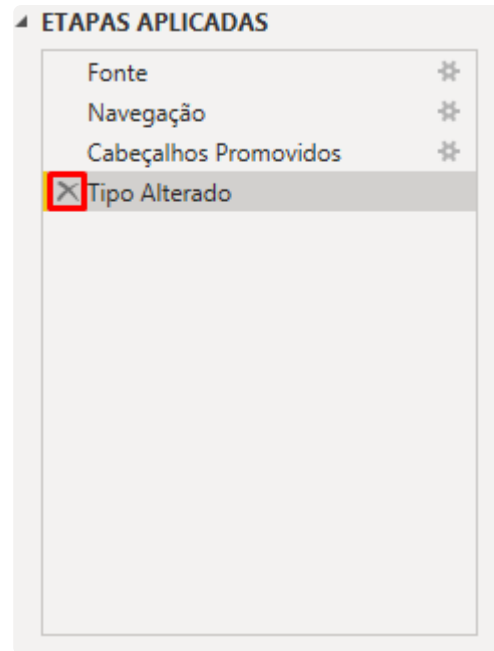 ETAPAS APLICADAS
Fonte
Navegação
Cabeçalhos Promovidos
Tipo Alterado